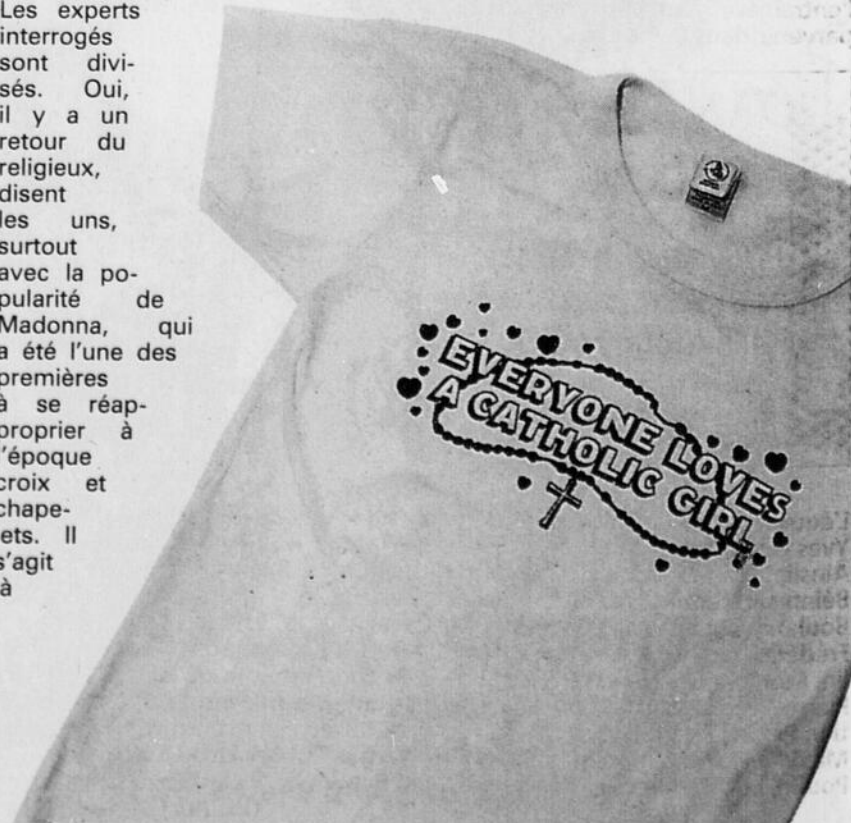 Les experts
interrogés
sont divi-
sés. Oui,
il y a un
retour du
religieux,
disent
les uns,
surtout
avec la po-
pularité de
Madonna, qui
a été l'une des
premières
à se réap-
proprier à
l'époque
croix et
chape-
lets. Il
s'agit
là
EVERYONE LOVES
A CATHOLIC GIRL